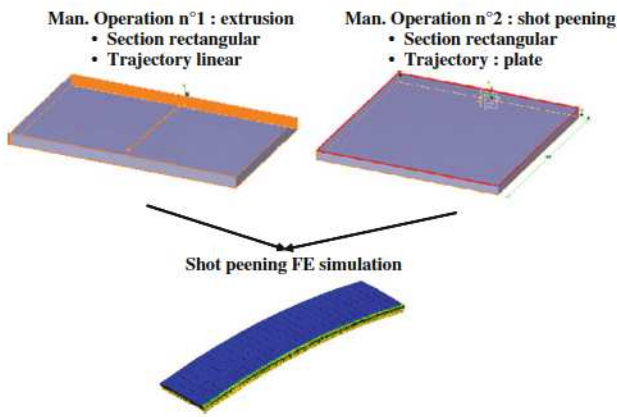 Man. Operation n°1 : extrusion
• Section rectangular
• Trajectory linear
Man. Operation n°2 : shot peening
• Section rectangular
• Trajectory : plate
Shot peening FE simulation